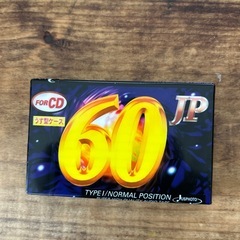 FOR CD
うす型ケース
60
JP
TYPE I/NORMAL POSITION